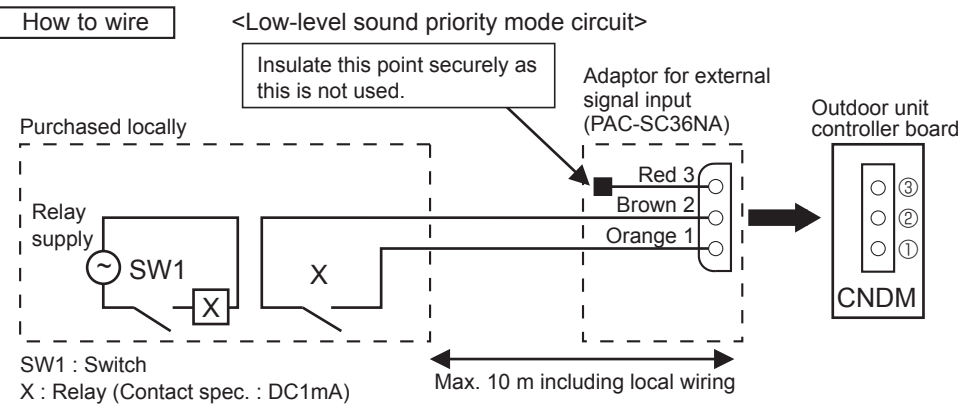 How to wire
<Low-level sound priority mode circuit>
Insulate this point securely as
this is not used.
Adaptor for external
signal input
(PAC-SC36NA)
Outdoor unit
controller board
Purchased locally
Red 3
Brown 2
Orange 1
③
②
①
CNDM
Relay
supply
~
SW1
X
X
Max. 10 m including local wiring
SW1 : Switch
X : Relay (Contact spec. : DC1mA)